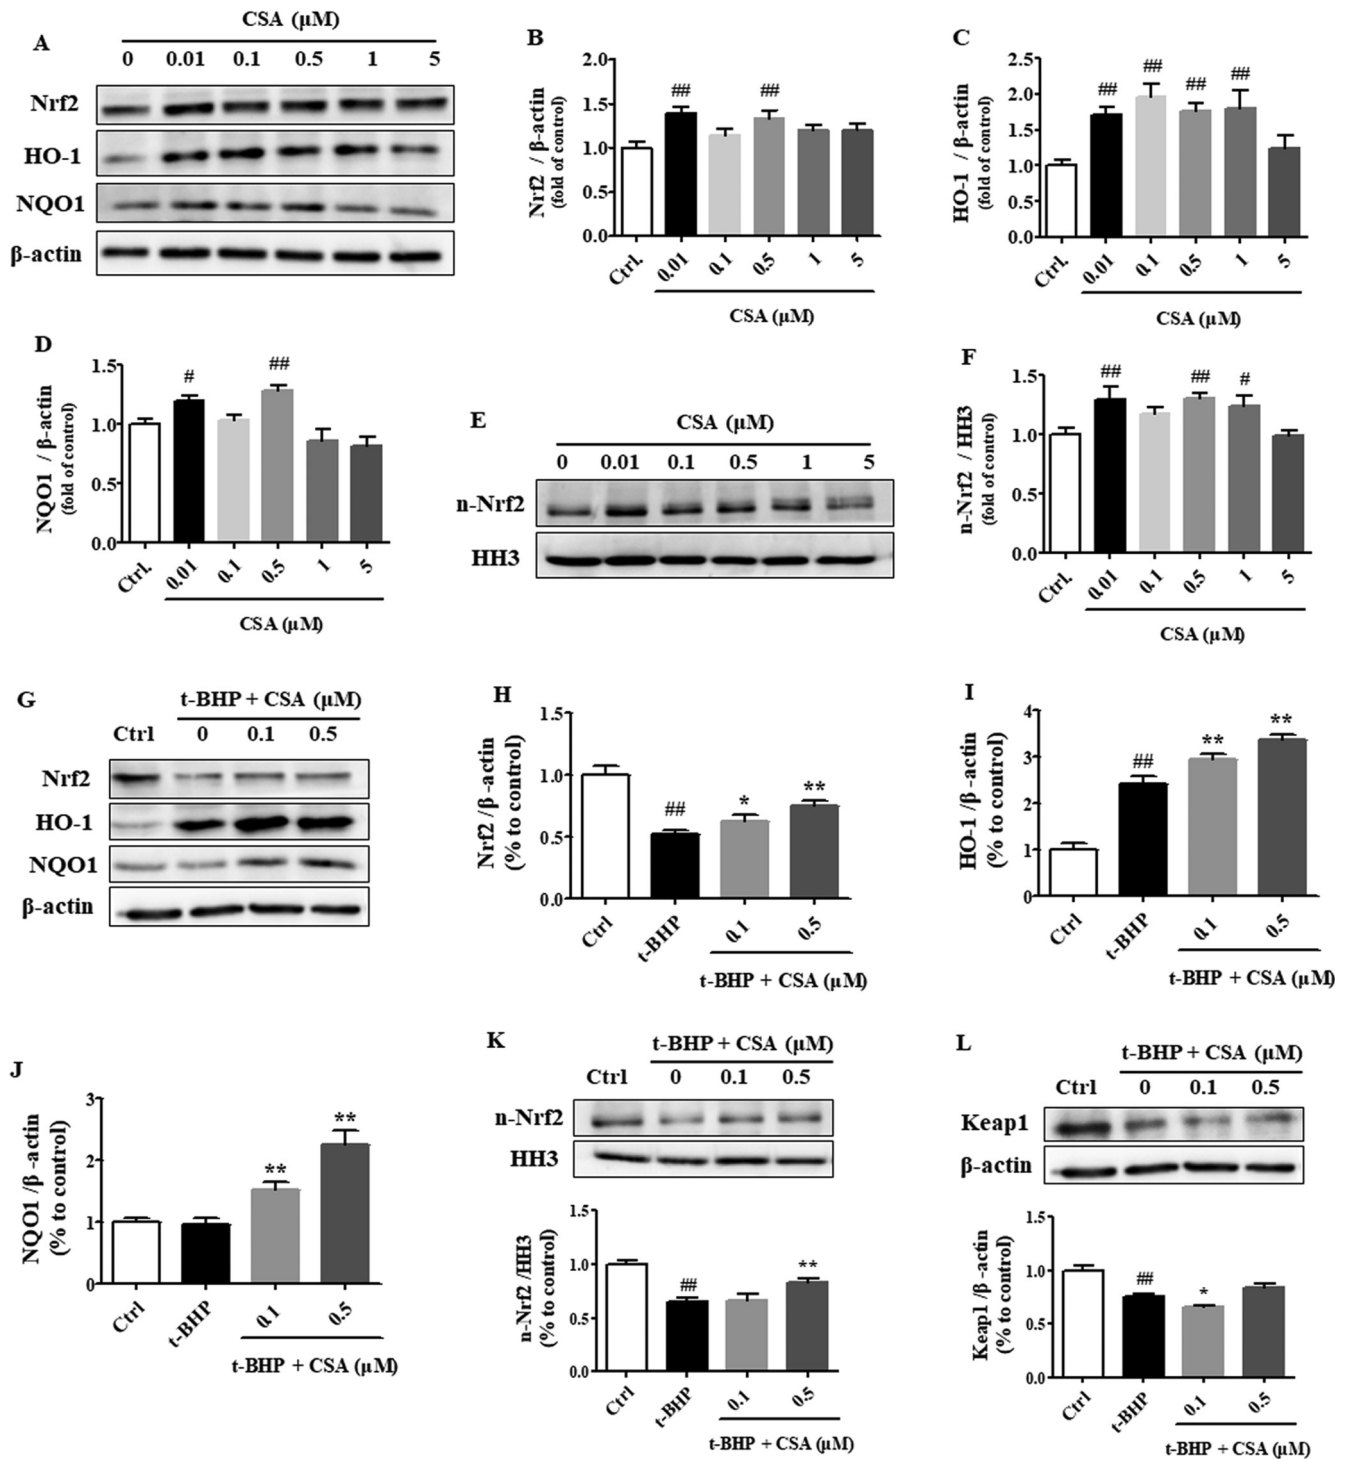 A
CSA (μM)
0 0.01 0.1 0.5 1 5
Nrf2
HO-1
NQO1
β-actin
B
Nrf2 / β-actin
(fold of control)
2.0
1.5
1.0
0.5
0.0
## ##
Ctrl. 0.01 0.1 0.5 1 5
CSA (μM)
C
HO-1 / β-actin
(fold of control)
2.5
2.0
1.5
1.0
0.5
0.0
## ## ## ##
Ctrl. 0.01 0.1 0.5 1 5
CSA (μM)
D
NQO1 / β-actin
(fold of control)
1.5
1.0
0.5
0.0
# ##
Ctrl. 0.01 0.1 0.5 1 5
CSA (μM)
E
CSA (μM)
0 0.01 0.1 0.5 1 5
n-Nrf2
HH3
F
n-Nrf2 / HH3
(fold of control)
1.5
1.0
0.5
0.0
## ## #
Ctrl. 0.01 0.1 0.5 1 5
CSA (μM)
G
t-BHP + CSA (μM)
Ctrl 0 0.1 0.5
Nrf2
HO-1
NQO1
β-actin
H
Nrf2 /β -actin
(% to control)
1.5
1.0
0.5
0.0
## * **
Ctrl t-BHP 0.1 0.5
t-BHP + CSA (μM)
I
HO-1 /β -actin
(% to control)
4
3
2
1
0
## ** **
Ctrl t-BHP 0.1 0.5
t-BHP + CSA (μM)
J
NQO1 /β -actin
(% to control)
3
2
1
0
** **
Ctrl t-BHP 0.1 0.5
t-BHP + CSA (μM)
K
t-BHP + CSA (μM)
Ctrl 0 0.1 0.5
n-Nrf2
HH3
n-Nrf2 /HH3
(% to control)
1.5
1.0
0.5
0.0
## **
Ctrl t-BHP 0.1 0.5
t-BHP + CSA (μM)
L
t-BHP + CSA (μM)
Ctrl 0 0.1 0.5
Keap1
β-actin
Keap1 /β -actin
(% to control)
1.5
1.0
0.5
0.0
## *
Ctrl t-BHP 0.1 0.5
t-BHP + CSA (μM)